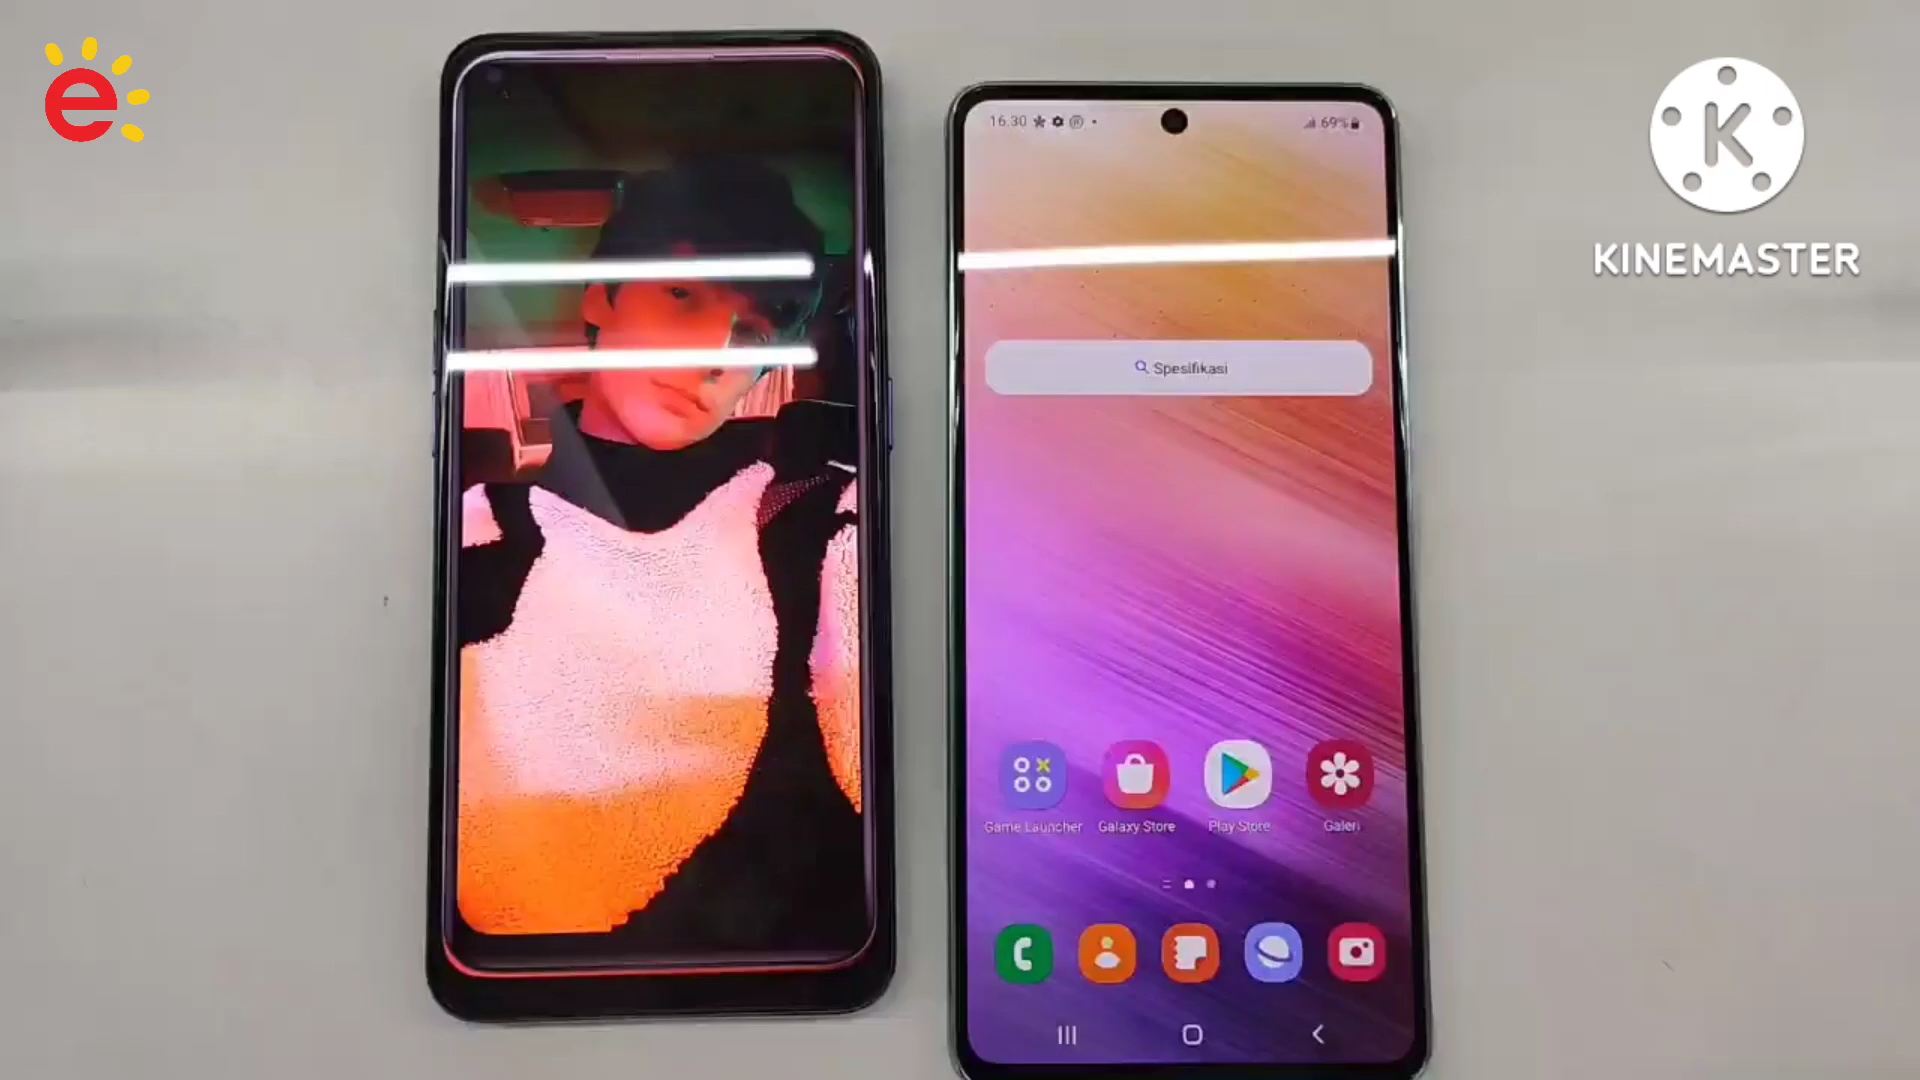 e
K
KINEMASTER
16.30
69%
Spesifikasi
Game Launcher
Galaxy Store
Play Store
Galeri